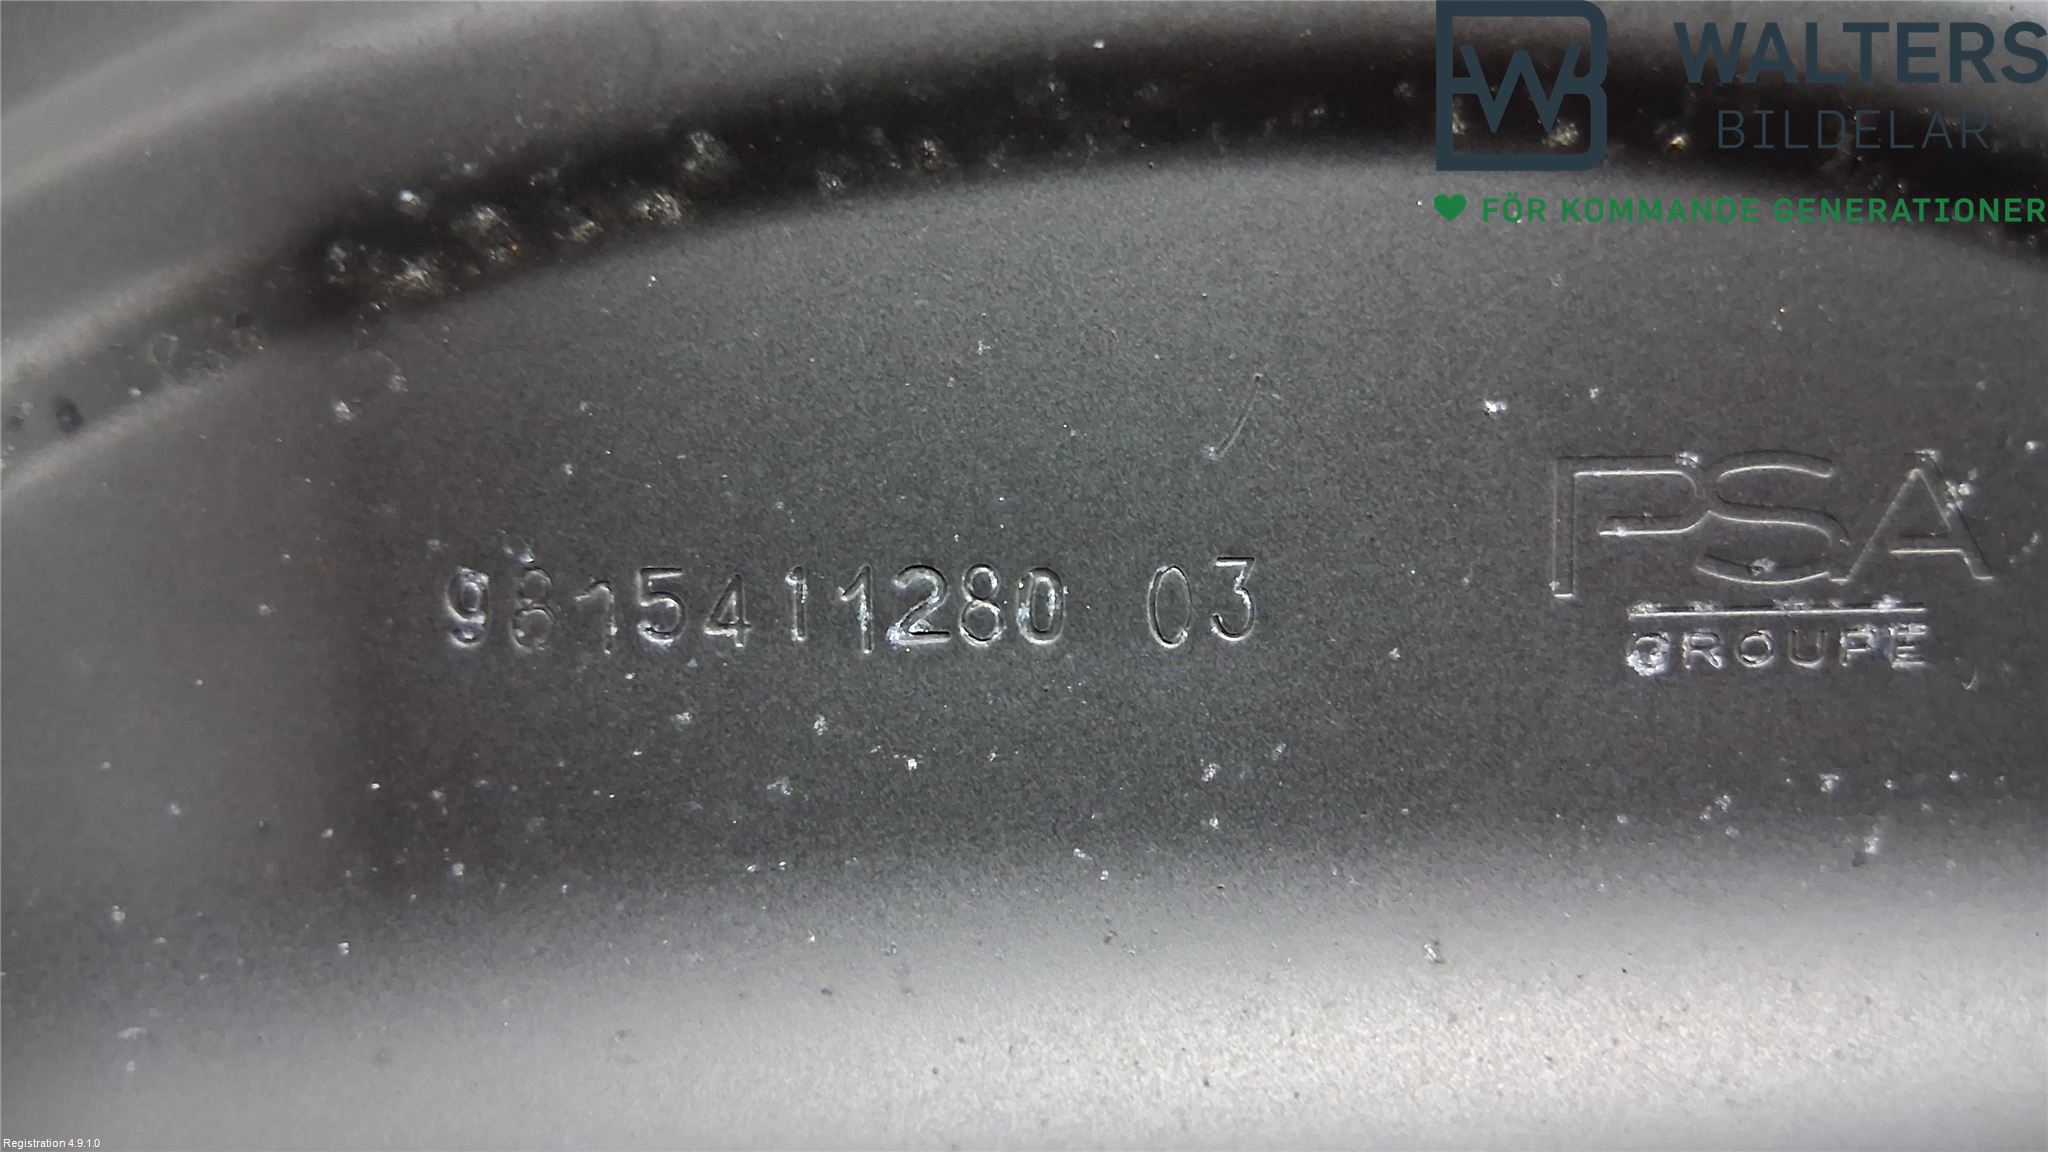 WALTERS
BILDELAR
FÖR KOMMANDE GENERATIONER
PSA
GROUPE
9815411280 03
Registration 4.9.1.0